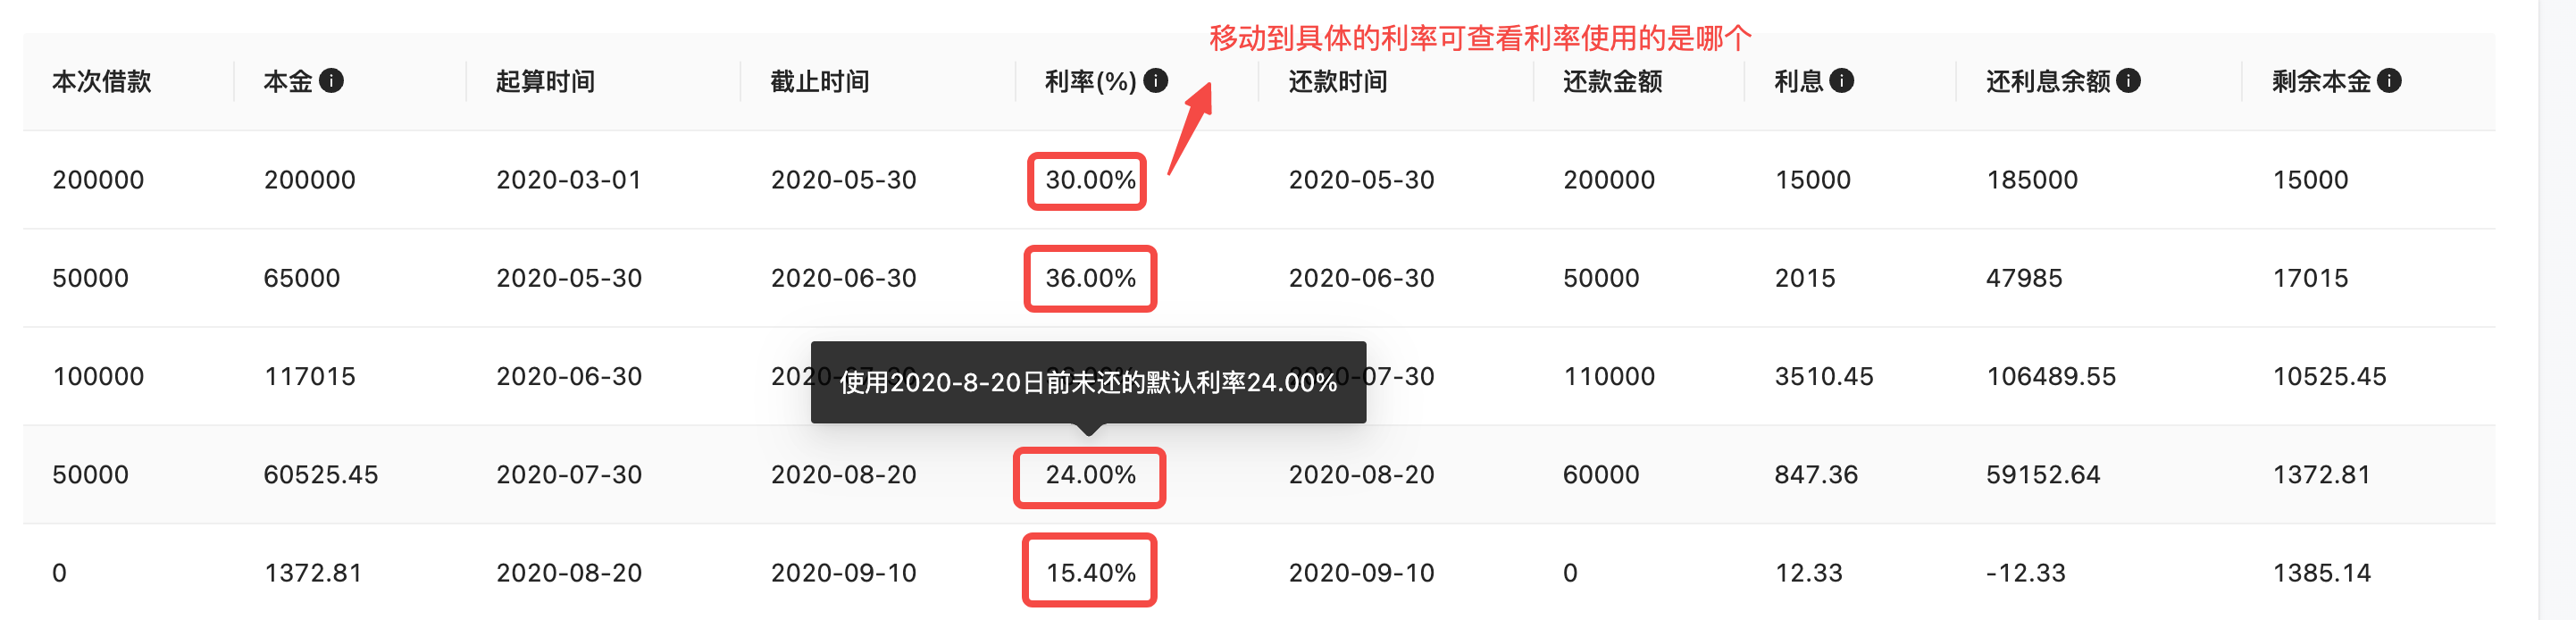 移动到具体的利率可查看利率使用的是哪个
本次借款 本金 起算时间 截止时间 利率(%) 还款时间 还款金额 利息 还利息余额 剩余本金
200000 200000 2020-03-01 2020-05-30 30.00% 2020-05-30 200000 15000 185000 15000
50000 65000 2020-05-30 2020-06-30 36.00% 2020-06-30 50000 2015 47985 17015
100000 117015 2020-06-30 110000 3510.45 106489.55 10525.45
使用2020-8-20日前未还的默认利率24.00%
50000 60525.45 2020-07-30 2020-08-20 24.00% 2020-08-20 60000 847.36 59152.64 1372.81
0 1372.81 2020-08-20 2020-09-10 15.40% 2020-09-10 0 12.33 -12.33 1385.14